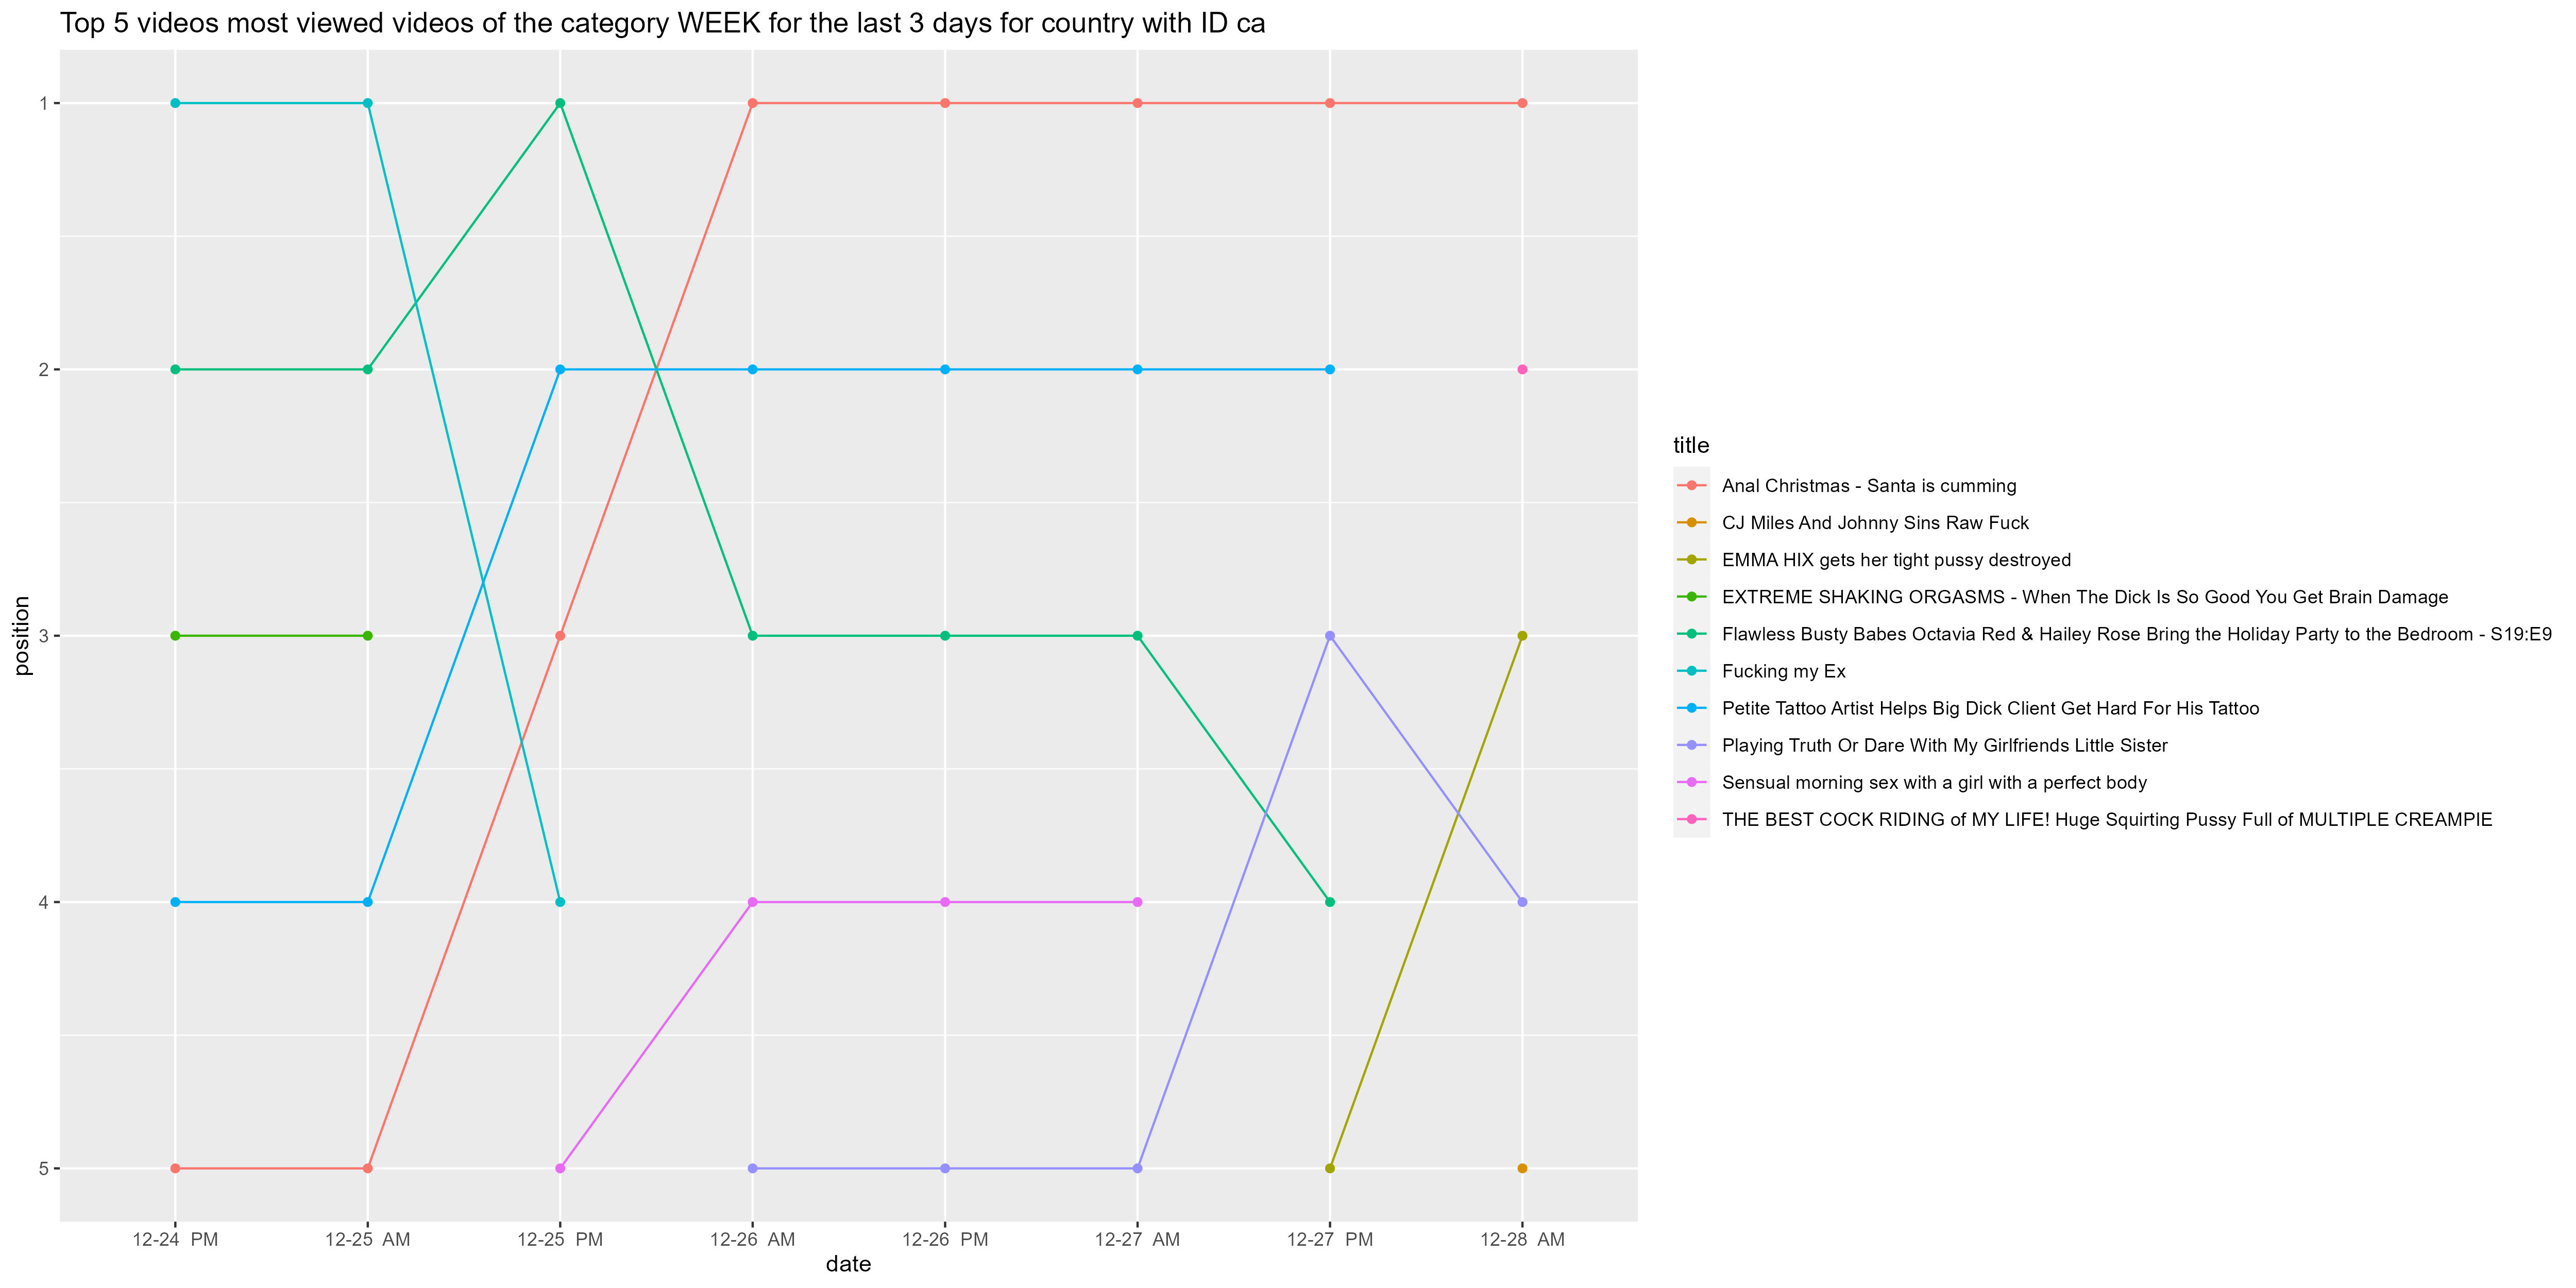 Top 5 videos most viewed videos of the category WEEK for the last 3 days for country with ID ca
position
1
2
3
4
5
12-24 PM
12-25 AM
12-25 PM
12-26 AM
12-26 PM
12-27 AM
12-27 PM
12-28 AM
date
title
Anal Christmas - Santa is cumming
CJ Miles And Johnny Sins Raw Fuck
EMMA HIX gets her tight pussy destroyed
EXTREME SHAKING ORGASMS - When The Dick Is So Good You Get Brain Damage
Flawless Busty Babes Octavia Red & Hailey Rose Bring the Holiday Party to the Bedroom - S19:E9
Fucking my Ex
Petite Tattoo Artist Helps Big Dick Client Get Hard For His Tattoo
Playing Truth Or Dare With My Girlfriends Little Sister
Sensual morning sex with a girl with a perfect body
THE BEST COCK RIDING of MY LIFE! Huge Squirting Pussy Full of MULTIPLE CREAMPIE